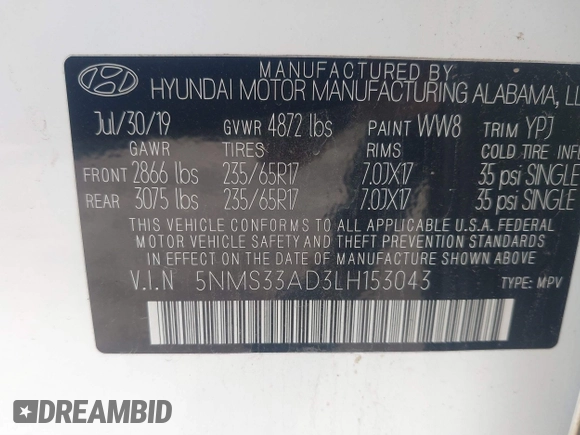 MANUFACTURED BY
HYUNDAI MOTOR MANUFACTURING ALABAMA,
Jul/30/19 GVWR 4872 lbs PAINT WW8 TRIM YPJ
GAWR TIRES RIMS COLD TIRE
FRONT 2866 lbs 235/65R17 7.0JX17 35 psi SINGLE
REAR 3075 lbs 235/65R17 7.0JX17 35 psi SINGLE
THIS VEHICLE CONFORMS TO ALL APPLICABLE U.S.A. FEDERAL
MOTOR VEHICLE SAFETY AND THEFT PREVENTION STANDARDS
IN EFFECT ON THE DATE OF MANUFACTURE SHOWN ABOVE.
V.I.N 5NMS33AD3LH153043 TYPE: MPV
DREAMBID